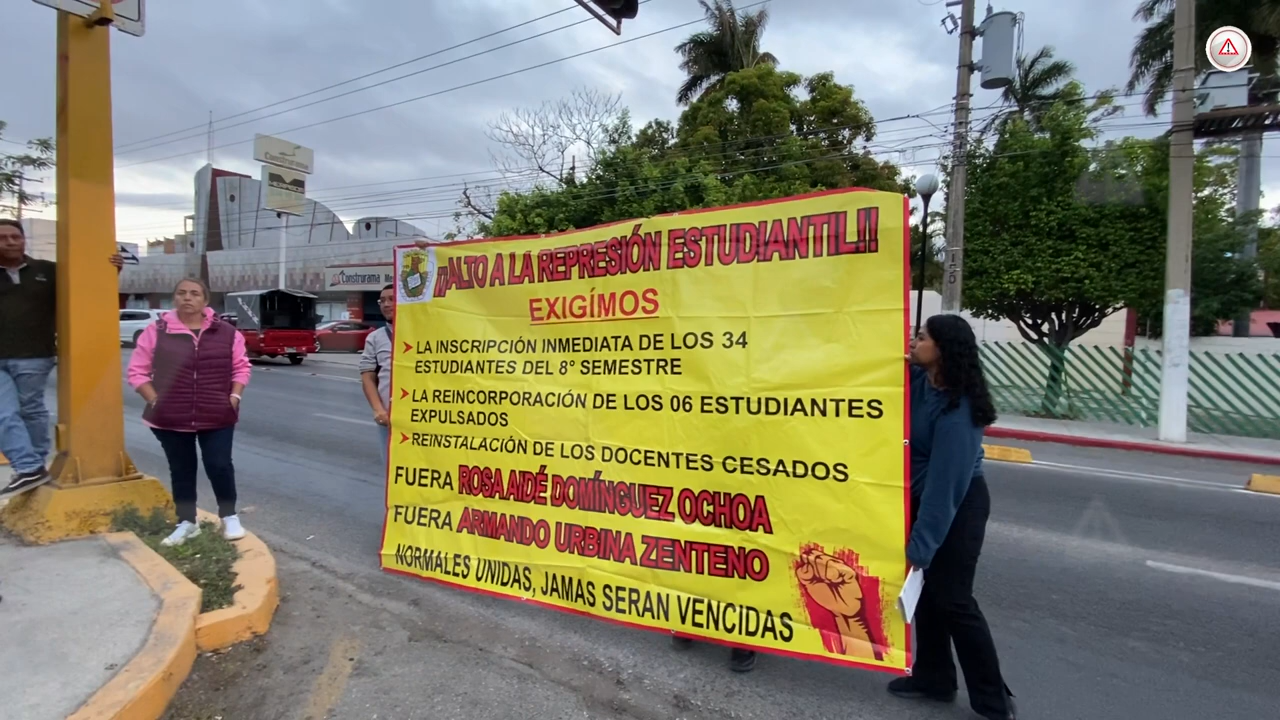 Construrama
Construrama
¡¡ALTO A LA REPRESIÓN ESTUDIANTIL!!
EXIGÍMOS
LA INSCRIPCIÓN INMEDIATA DE LOS 34
ESTUDIANTES DEL 8° SEMESTRE
LA REINCORPORACIÓN DE LOS 06 ESTUDIANTES
EXPULSADOS
REINSTALACIÓN DE LOS DOCENTES CESADOS
FUERA ROSA AIDÉ DOMÍNGUEZ OCHOA
FUERA ARMANDO URBINA ZENTENO
NORMALES UNIDAS, JAMAS SERAN VENCIDAS